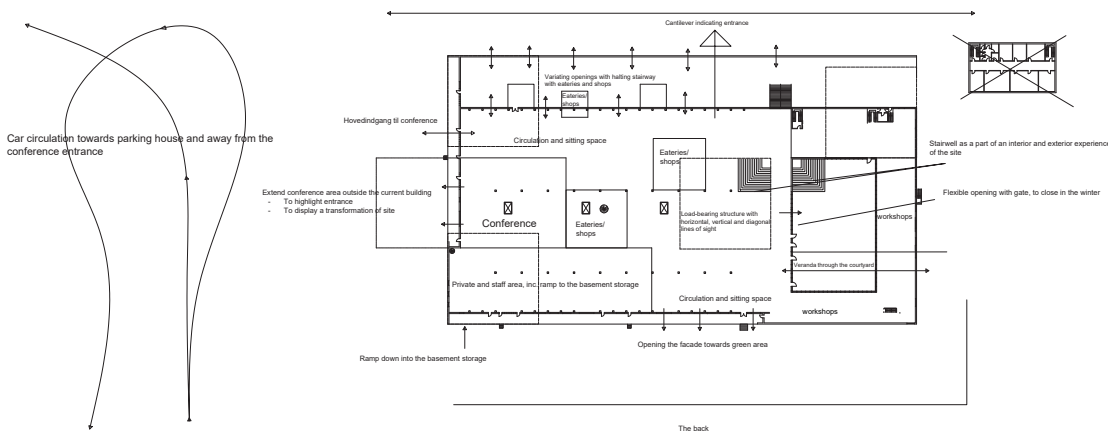 Cantilever indicating entrance
Variating openings with halting stairway
with eateries and shops
Eateries/
shops
Hovedindgang til conference
Car circulation towards parking house and away from the
conference entrance
Circulation and sitting space
Eateries/
shops
Stairwell as a part of an interior and exterior experience
of the site
Extend conference area outside the current building
- To highlight entrance
- To display a transformation of site
Flexible opening with gate, to close in the winter
Conference
Eateries/
shops
Load-bearing structure with
horizontal, vertical and diagonal
lines of sight
workshops
Veranda through the courtyard
Private and staff area, inc. ramp to the basement storage
Circulation and sitting space
workshops
Ramp down into the basement storage
Opening the facade towards green area
The back